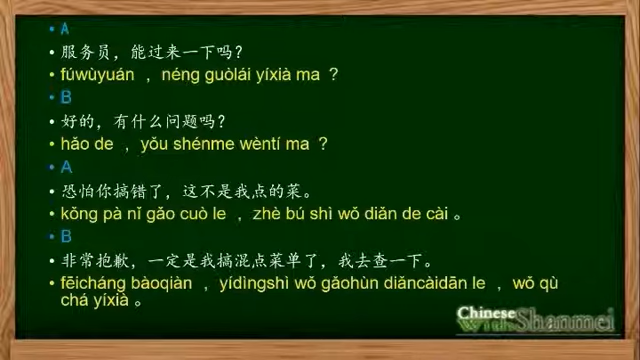 A
服务员，能过来一下吗？
fúwùyuán ， néng guòlái yíxià ma ？
B
好的，有什么问题吗？
hǎo de ， yǒu shénme wèntí ma ？
A
恐怕你搞错了，这不是我点的菜。
kǒng pà nǐ gǎo cuò le ， zhè bú shì wǒ diǎn de cài 。
B
非常抱歉，一定是我搞混点菜单了，我去查一下。
fēicháng bàoqiàn ， yídìngshì wǒ gǎohùn diǎncàidān le ， wǒ qù
chá yíxià 。
Chinese
With Shanmei